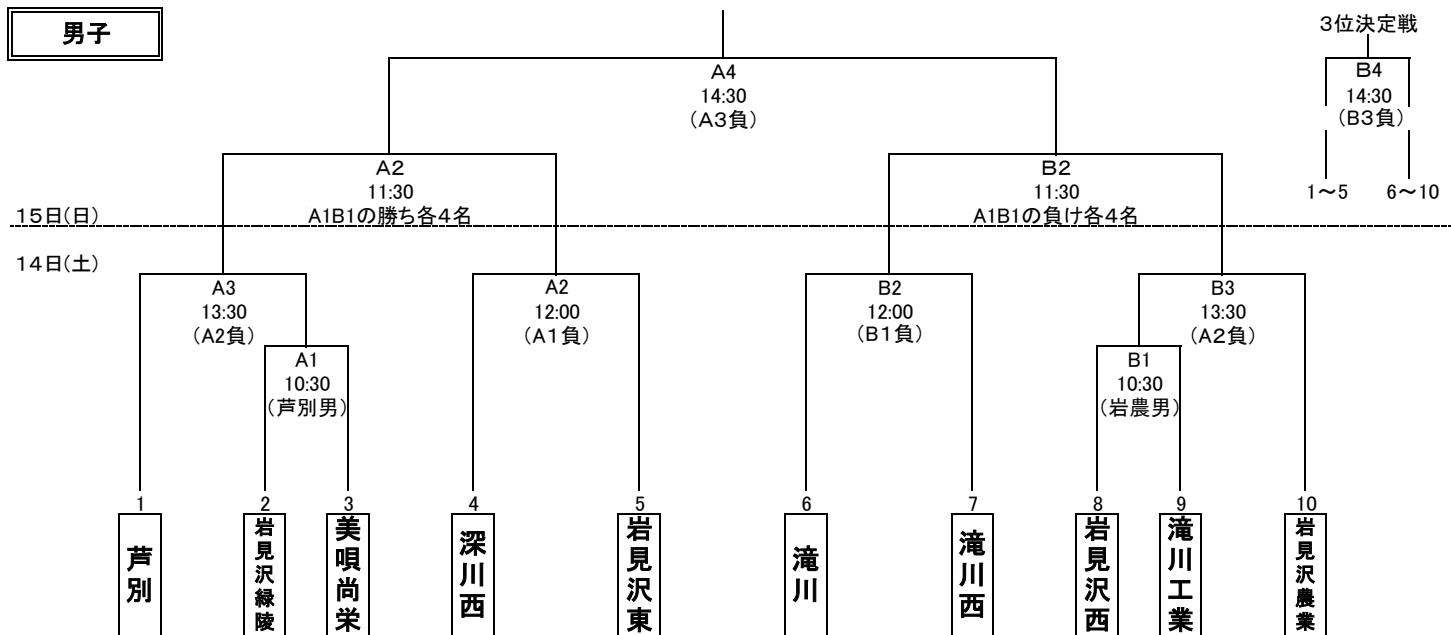 男子
3位決定戦
A4
14:30
(A3負)
B4
14:30
(B3負)
A2
11:30
A1B1の勝ち各4名
B2
11:30
A1B1の負け各4名
1～5
6～10
15日(日)
14日(土)
A3
13:30
(A2負)
A2
12:00
(A1負)
B2
12:00
(B1負)
B3
13:30
(A2負)
A1
10:30
(芦別男)
B1
10:30
(岩農男)
1
2
3
4
5
6
7
8
9
10
芦別
岩見沢緑陵
美唄尚栄
深川西
岩見沢東
滝川
滝川西
岩見沢西
滝川工業
岩見沢農業